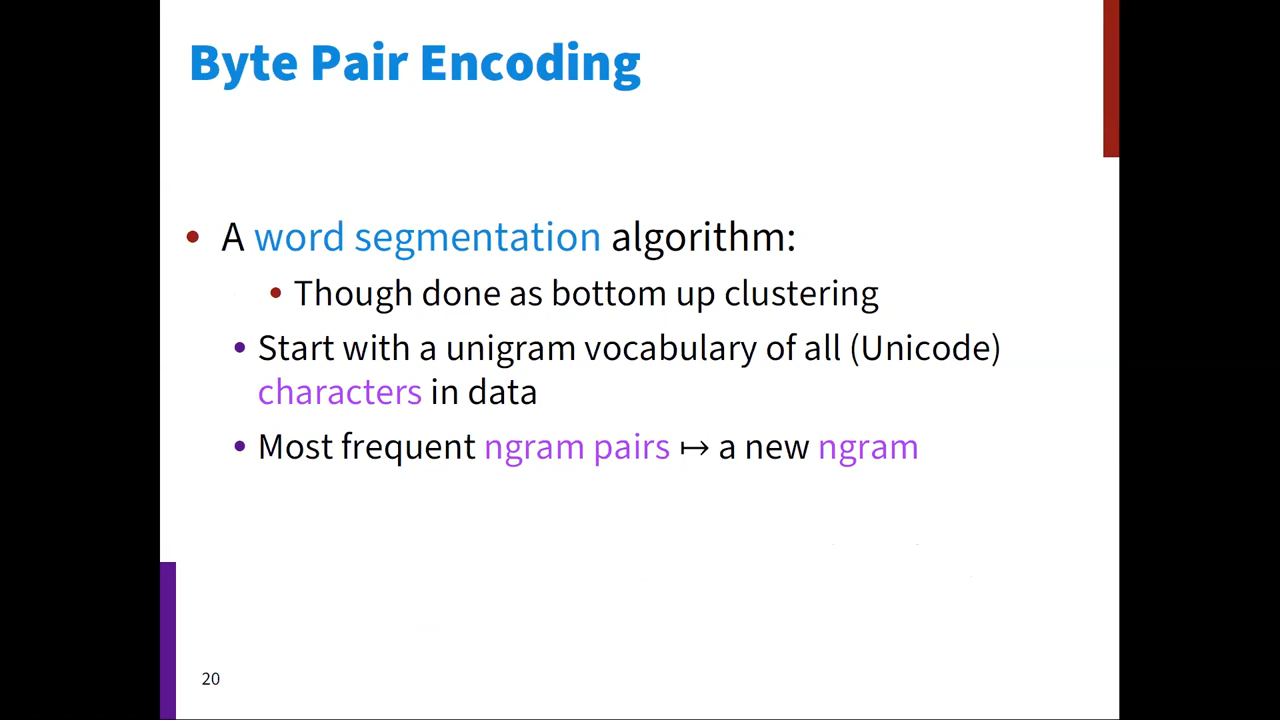 Byte Pair Encoding
• A word segmentation algorithm:
• Though done as bottom up clustering
• Start with a unigram vocabulary of all (Unicode)
characters in data
• Most frequent ngram pairs ↦ a new ngram
20